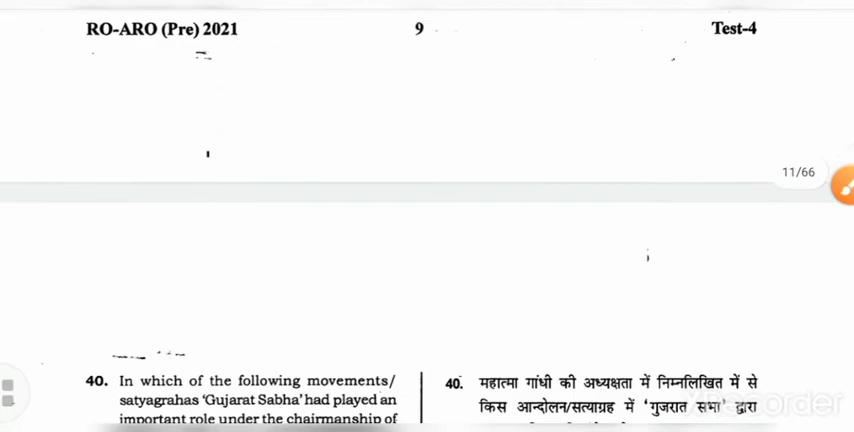 RO-ARO (Pre) 2021 9 Test-4
11/66
40. In which of the following movements/
satyagrahas 'Gujarat Sabha' had played an
important role under the chairmanship of
40. महात्मा गांधी की अध्यक्षता में निम्नलिखित में से
किस आन्दोलन/सत्याग्रह में 'गुजरात सभा' द्वारा
XRecorder